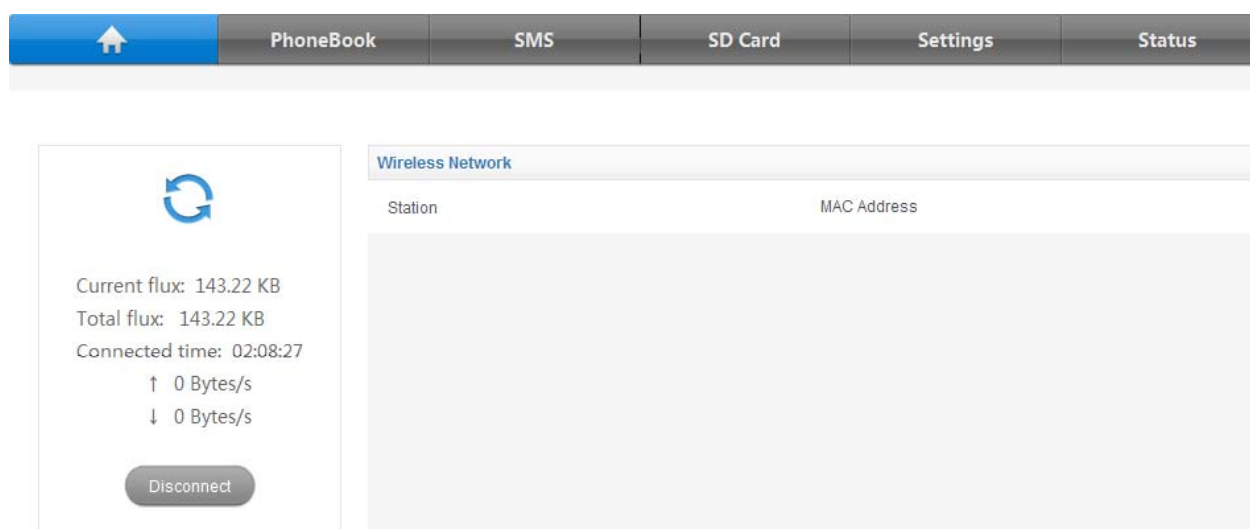 PhoneBook SMS SD Card Settings Status
Wireless Network
Station MAC Address
Current flux: 143.22 KB
Total flux: 143.22 KB
Connected time: 02:08:27
↑ 0 Bytes/s
↓ 0 Bytes/s
Disconnect